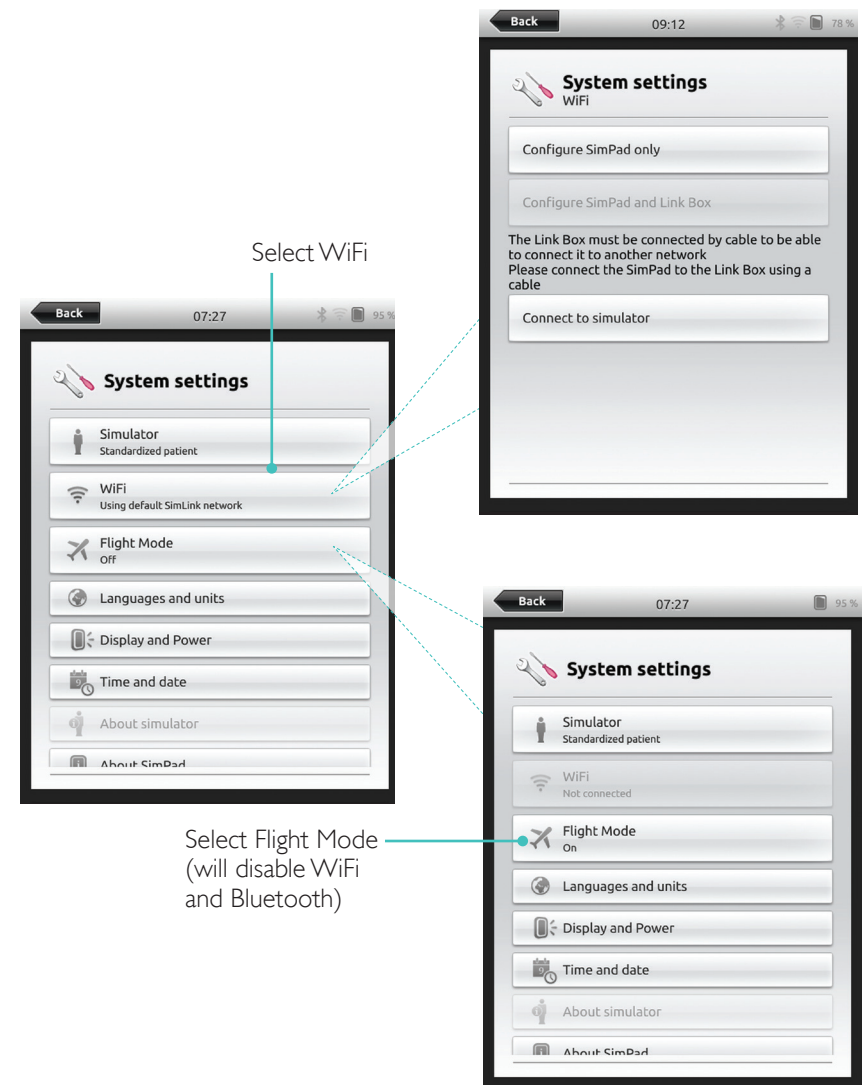 Back
09:12
78 %
System settings
WiFi
Configure SimPad only
Configure SimPad and Link Box
The Link Box must be connected by cable to be able
to connect it to another network
Please connect the SimPad to the Link Box using a
cable
Connect to simulator
Select WiFi
Back
07:27
95 %
System settings
Simulator
Standardized patient
WiFi
Using default SimLink network
Flight Mode
Off
Languages and units
Display and Power
Time and date
About simulator
About SimPad
Select Flight Mode
(will disable WiFi
and Bluetooth)
Back
07:27
95 %
System settings
Simulator
Standardized patient
WiFi
Not connected
Flight Mode
On
Languages and units
Display and Power
Time and date
About simulator
About SimPad